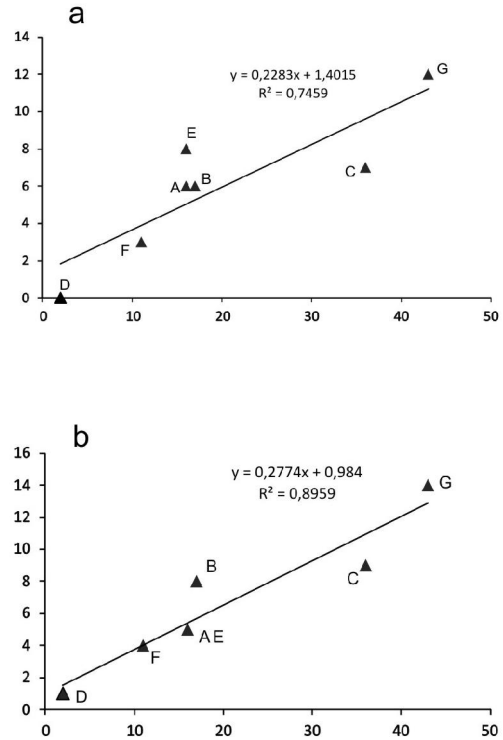 a
14
12
10
8
6
4
2
0
0 10 20 30 40 50
y = 0,2283x + 1,4015
R² = 0,7459
G
E
A B
C
F
D
b
16
14
12
10
8
6
4
2
0
0 10 20 30 40 50
y = 0,2774x + 0,984
R² = 0,8959
G
B
C
A E
F
D